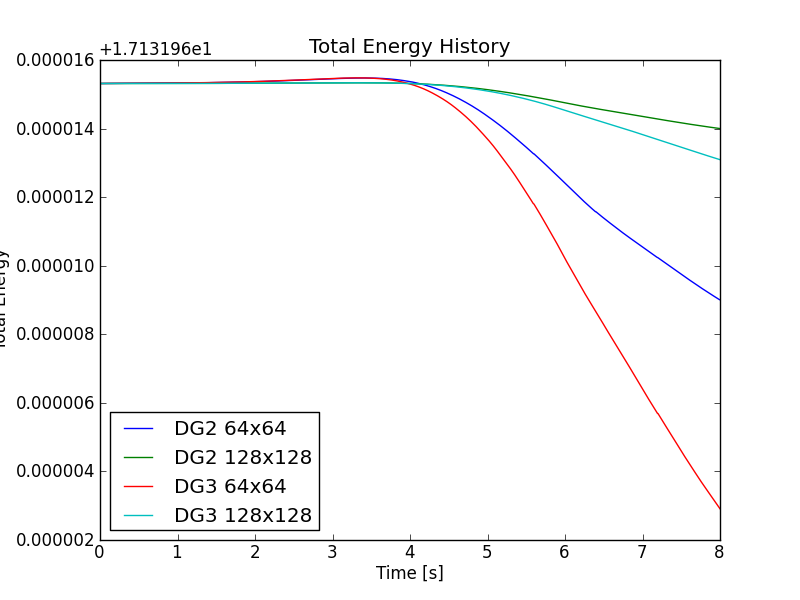 Total Energy History
+1.713196e1
0.000016
0.000014
0.000012
0.000010
0.000008
0.000006
0.000004
0.000002
Total Energy
DG2 64x64
DG2 128x128
DG3 64x64
DG3 128x128
0 1 2 3 4 5 6 7 8
Time [s]